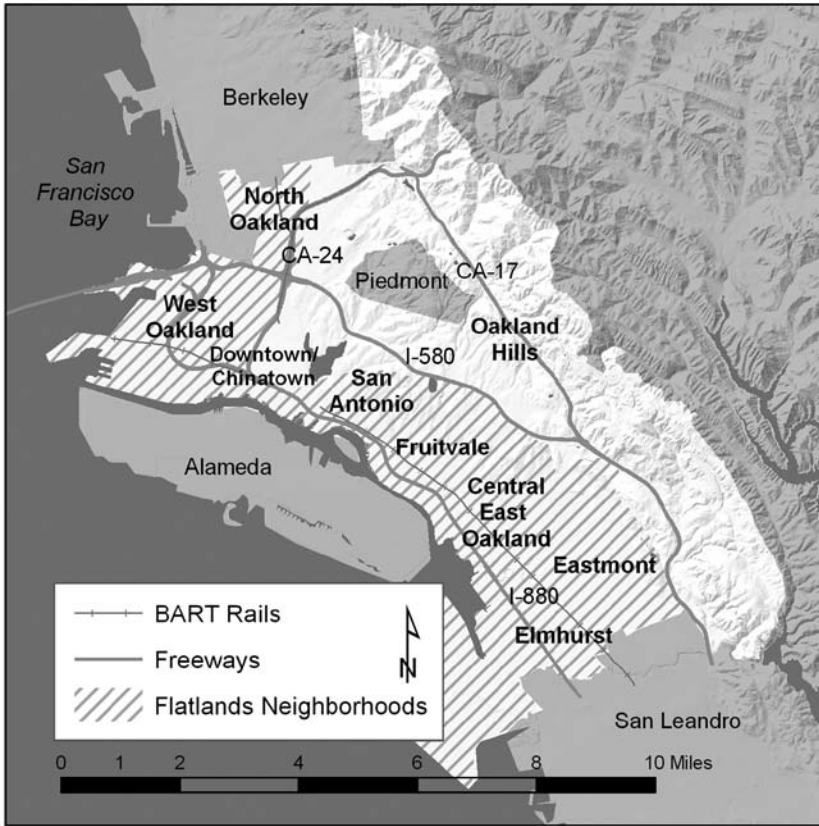 Berkeley
San
Francisco
Bay
North
Oakland
CA-24
Piedmont
CA-17
West
Oakland
Oakland
Hills
Downtown/
Chinatown
I-580
San
Antonio
Alameda
Fruitvale
Central
East
Oakland
Eastmont
I-880
Elmhurst
BART Rails
Freeways
Flatlands Neighborhoods
N
San Leandro
0 1 2 4 6 8 10 Miles